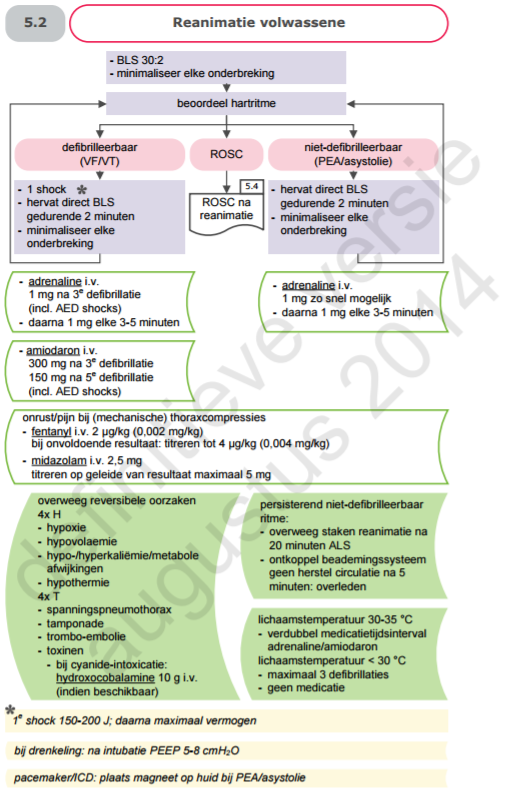 5.2
Reanimatie volwassene
- BLS 30:2
- minimaliseer elke onderbreking
beoordeel hartritme
defibrilleerbaar
(VF/VT)
ROSC
niet-defibrilleerbaar
(PEA/asystolie)
- 1 shock *
- hervat direct BLS
gedurende 2 minuten
- minimaliseer elke
onderbreking
5.4
ROSC na
reanimatie
- hervat direct BLS
gedurende 2 minuten
- minimaliseer elke
onderbreking
- adrenaline i.v.
1 mg na 3e defibrillatie
(incl. AED shocks)
- daarna 1 mg elke 3-5 minuten
- adrenaline i.v.
1 mg zo snel mogelijk
- daarna 1 mg elke 3-5 minuten
- amiodaron i.v.
300 mg na 3e defibrillatie
150 mg na 5e defibrillatie
(incl. AED shocks)
onrust/pijn bij (mechanische) thoraxcompressies
- fentanyl i.v. 2 µg/kg (0,002 mg/kg)
bij onvoldoende resultaat: titreren tot 4 µg/kg (0,004 mg/kg)
- midazolam i.v. 2,5 mg
titreren op geleide van resultaat maximaal 5 mg
overweeg reversibele oorzaken
4x H
- hypoxie
- hypovolaemie
- hypo-/hyperkaliëmie/metabole
afwijkingen
- hypothermie
4x T
- spanningspneumothorax
- tamponade
- trombo-embolie
- toxinen
- bij cyanide-intoxicatie:
hydroxocobalamine 10 g i.v.
(indien beschikbaar)
persisterend niet-defibrilleerbaar
ritme:
- overweeg staken reanimatie na
20 minuten ALS
- ontkoppel beademingssysteem
geen herstel circulatie na 5
minuten: overleden
lichaamstemperatuur 30-35 °C
- verdubbel medicatietijdsinterval
adrenaline/amiodaron
lichaamstemperatuur < 30 °C
- maximaal 3 defibrillaties
- geen medicatie
* 1e shock 150-200 J; daarna maximaal vermogen
bij drenkeling: na intubatie PEEP 5-8 cmH2O
pacemaker/ICD: plaats magneet op huid bij PEA/asystolie
definitieve versie
augustus 2014